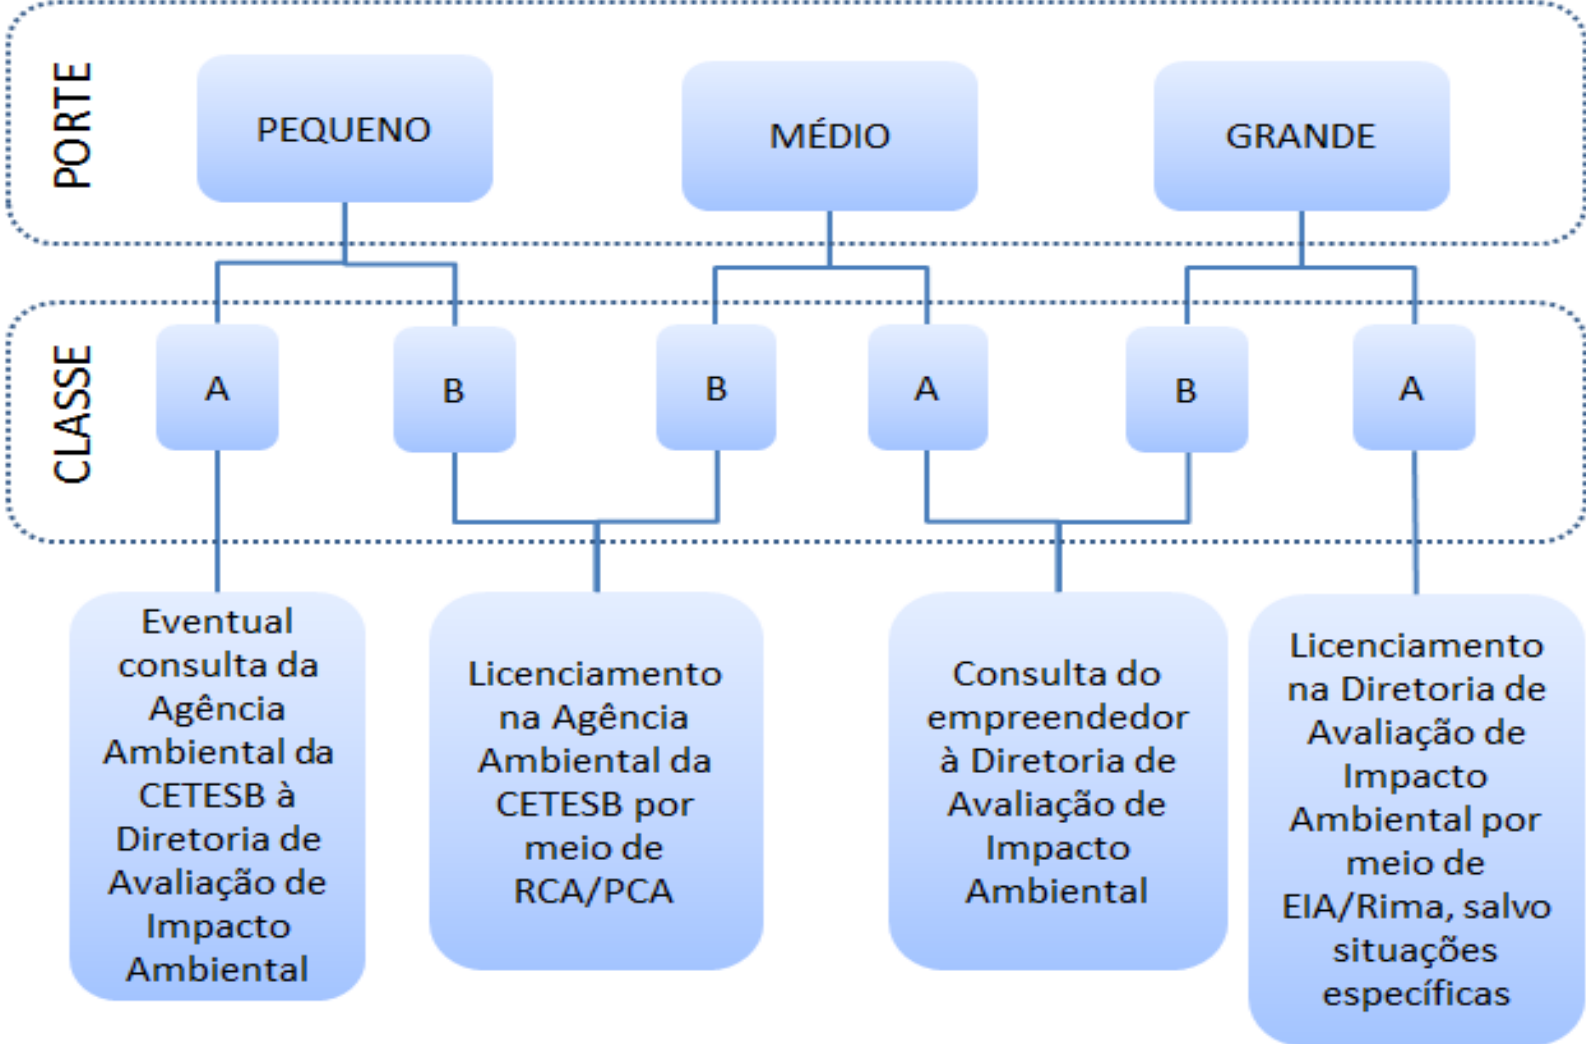 PORTE
PEQUENO
MÉDIO
GRANDE
CLASSE
A
B
B
A
B
A
Eventual
consulta da
Agência
Ambiental da
CETESB à
Diretoria de
Avaliação de
Impacto
Ambiental
Licenciamento
na Agência
Ambiental da
CETESB por
meio de
RCA/PCA
Consulta do
empreendedor
à Diretoria de
Avaliação de
Impacto
Ambiental
Licenciamento
na Diretoria de
Avaliação de
Impacto
Ambiental por
meio de
EIA/Rima, salvo
situações
específicas